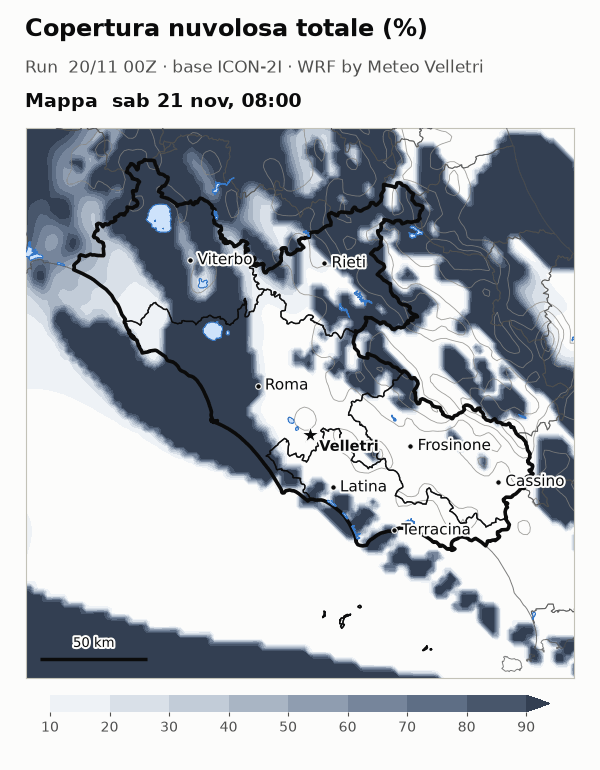 Copertura nuvolosa totale (%)
Run 20/11 00Z · base ICON-2I · WRF by Meteo Velletri
Mappa sab 21 nov, 08:00
Viterbo
Rieti
Roma
Velletri
Frosinone
Latina
Cassino
Terracina
50 km
10 20 30 40 50 60 70 80 90